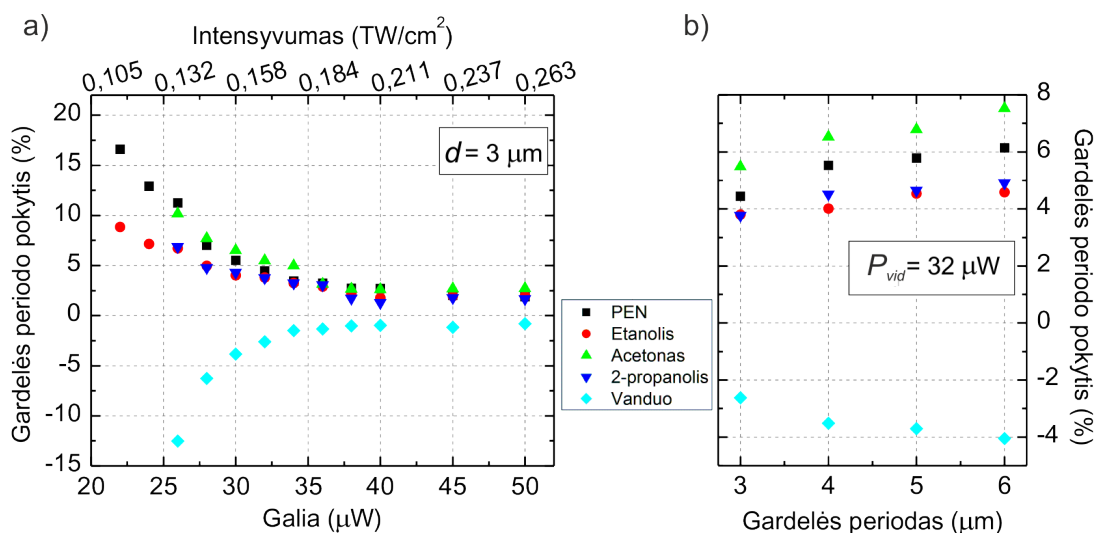 a)
Intensyvumas (TW/cm²)
0,105 0,132 0,158 0,184 0,211 0,237 0,263
Gardelės periodo pokytis (%)
20
15
10
5
0
-5
-10
-15
d = 3 μm
20 25 30 35 40 45 50
Galia (μW)
PEN
Etanolis
Acetonas
2-propanolis
Vanduo
b)
8
6
4
2
0
-2
-4
Gardelės periodo pokytis (%)
P vid = 32 μW
3 4 5 6
Gardelės periodas (μm)